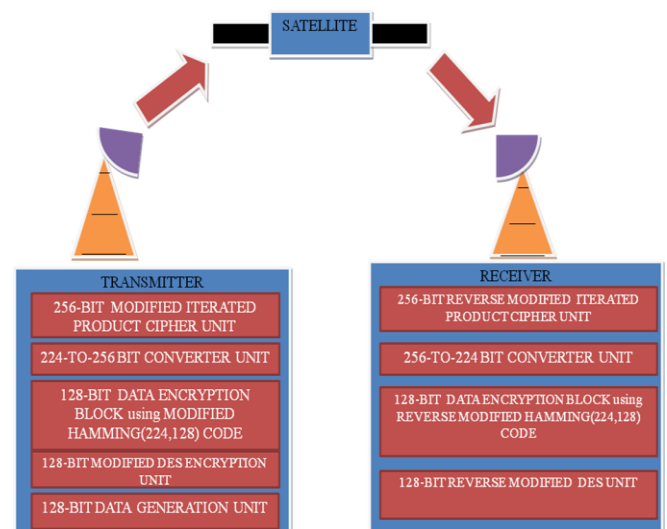 SATELLITE
TRANSMITTER
256-BIT MODIFIED ITERATED
PRODUCT CIPHER UNIT
224-TO-256 BIT CONVERTER UNIT
128-BIT DATA ENCRYPTION
BLOCK using MODIFIED
HAMMING(224,128) CODE
128-BIT MODIFIED DES ENCRYPTION
UNIT
128-BIT DATA GENERATION UNIT
RECEIVER
256-BIT REVERSE MODIFIED ITERATED
PRODUCT CIPHER UNIT
256-TO-224 BIT CONVERTER UNIT
128-BIT DATA ENCRYPTION BLOCK using
REVERSE MODIFIED HAMMING(224,128)
CODE
128-BIT REVERSE MODIFIED DES UNIT